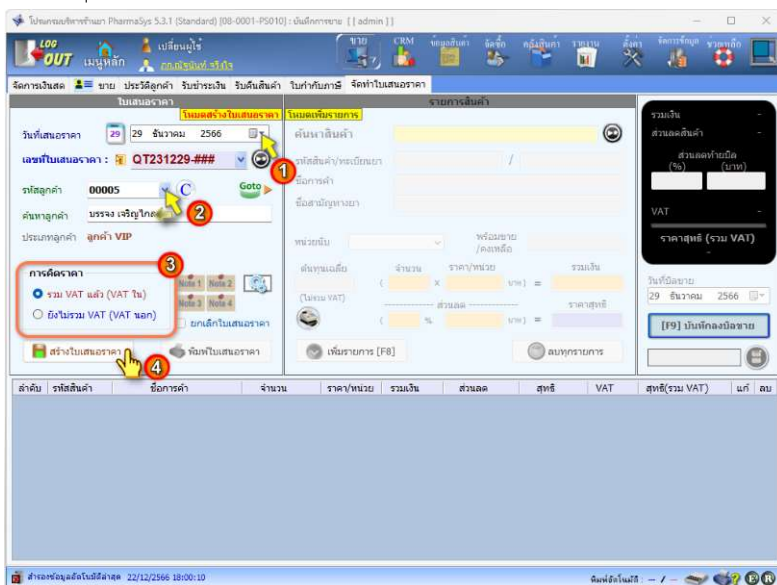 โปรแกรมบริหารร้านยา PharmaSys 5.3.1 (Standard) [08-0001-PS010] : บันทึกการขาย [ [ admin ] ]
LOG OUT เมนูหลัก เปลี่ยนผู้ใช้
ขาย CRM ข้อมูลสินค้า จัดซื้อ คลังสินค้า รายงาน ตั้งค่า จัดการข้อมูล ช่วยเหลือ
จัดการเงินสด ขาย ประวัติลูกค้า รับชำระเงิน รับคืนสินค้า ใบกำกับภาษี จัดทำใบเสนอราคา
ใบเสนอราคา
โหมดสร้างใบเสนอราคา
วันที่เสนอราคา 29 29 ธันวาคม 2566
1
เลขที่ใบเสนอราคา : QT231229-###
รหัสลูกค้า 00005 C Goto
2
ค้นหาลูกค้า บรรจง เจริญไกล
ประเภทลูกค้า ลูกค้า VIP
การคิดราคา
3
รวม VAT แล้ว (VAT ใน)
ยังไม่รวม VAT (VAT นอก)
Note 1 Note 2
Note 3 Note 4
ยกเลิกใบเสนอราคา
สร้างใบเสนอราคา พิมพ์ใบเสนอราคา
4
รายการสินค้า
โหมดเพิ่มรายการ
ค้นหาสินค้า
รหัสสินค้า/ทะเบียนยา /
ชื่อการค้า
ชื่อสามัญทางยา
หน่วยนับ พร้อมขาย
/คงเหลือ
ต้นทุนเฉลี่ย จำนวน ราคา/หน่วย รวมเงิน
( x บาท) =
(ไม่รวม VAT) ส่วนลด ราคาสุทธิ
( % บาท) =
เพิ่มรายการ [F8] ลบทุกรายการ
รวมเงิน -
ส่วนลดสินค้า -
ส่วนลดท้ายบิล
(%) (บาท)
VAT -
ราคาสุทธิ (รวม VAT)
-
วันที่บิลขาย
29 ธันวาคม 2566
[F9] บันทึกลงบิลขาย
ลำดับ รหัสสินค้า ชื่อการค้า จำนวน ราคา/หน่วย รวมเงิน ส่วนลด สุทธิ VAT สุทธิ(รวม VAT) แก้ ลบ
สำรองข้อมูลอัตโนมัติล่าสุด 22/12/2566 18:00:10
พิมพ์อัตโนมัติ : - / -